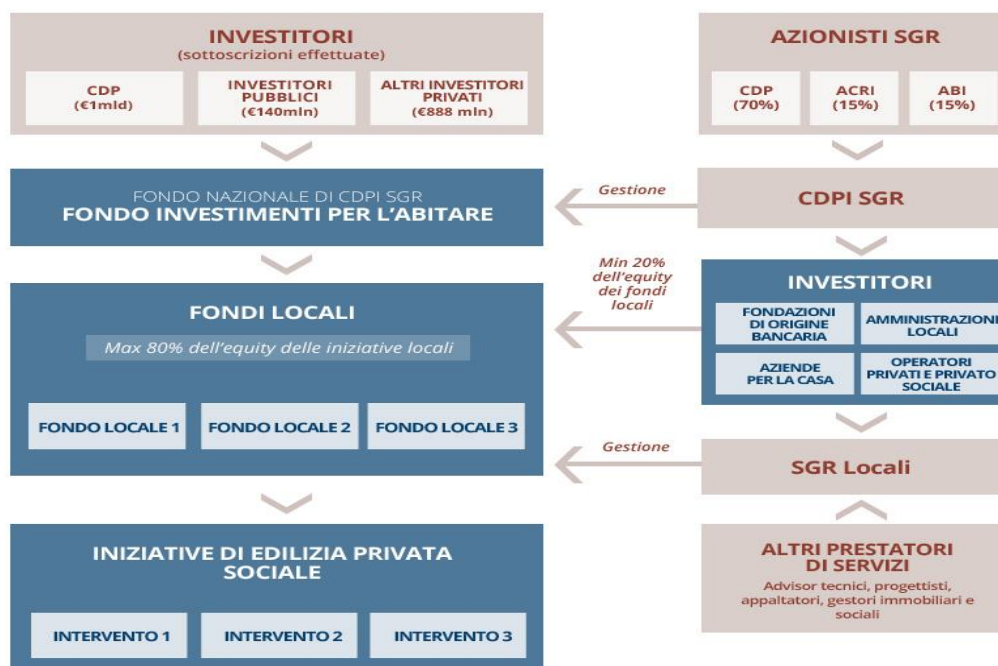 INVESTITORI
(sottoscrizioni effettuate)
CDP
(€1mld)
INVESTITORI
PUBBLICI
(€140mln)
ALTRI INVESTITORI
PRIVATI
(€888 mln)
FONDO NAZIONALE DI CDPI SGR
FONDO INVESTIMENTI PER L'ABITARE
FONDI LOCALI
Max 80% dell'equity delle iniziative locali
FONDO LOCALE 1
FONDO LOCALE 2
FONDO LOCALE 3
INIZIATIVE DI EDILIZIA PRIVATA
SOCIALE
INTERVENTO 1
INTERVENTO 2
INTERVENTO 3
Gestione
Min 20%
dell'equity
dei fondi
locali
Gestione
AZIONISTI SGR
CDP
(70%)
ACRI
(15%)
ABI
(15%)
CDPI SGR
INVESTITORI
FONDAZIONI
DI ORIGINE
BANCARIA
AMMINISTRAZIONI
LOCALI
AZIENDE
PER LA CASA
OPERATORI
PRIVATI E PRIVATO
SOCIALE
SGR Locali
ALTRI PRESTATORI
DI SERVIZI
Advisor tecnici, progettisti,
appaltatori, gestori immobiliari e
sociali